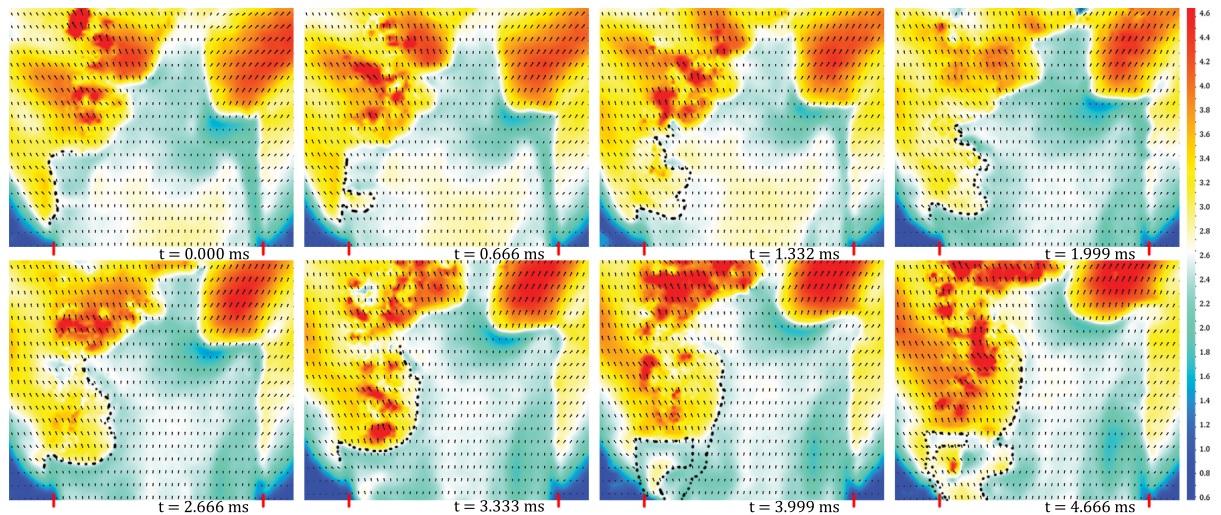 t = 0.000 ms
t = 0.666 ms
t = 1.332 ms
t = 1.999 ms
4.6
4.4
4.2
4.0
3.8
3.6
3.4
3.2
3.0
2.8
2.6
2.4
2.2
2.0
1.8
1.6
1.4
1.2
1.0
0.8
0.6
t = 2.666 ms
t = 3.333 ms
t = 3.999 ms
t = 4.666 ms